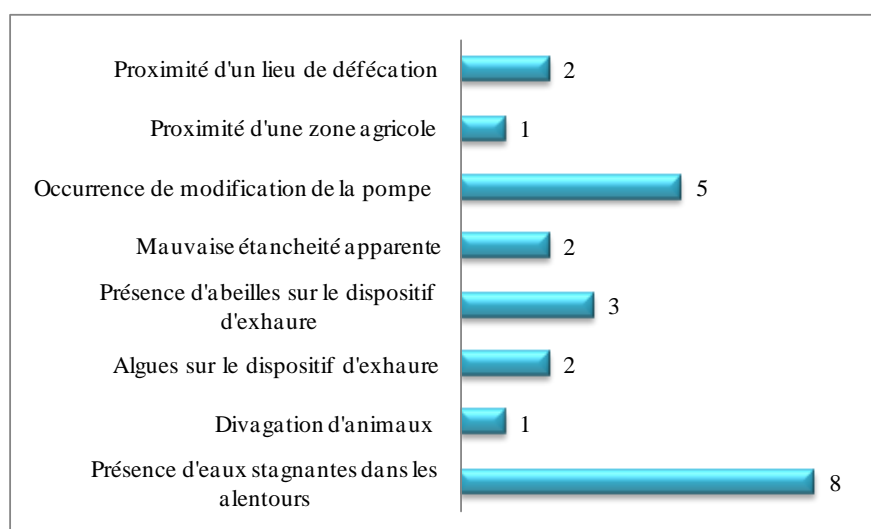 Proximité d'un lieu de défécation
2
Proximité d'une zone agricole
1
Occurrence de modification de la pompe
5
Mauvaise étancheité apparente
2
Présence d'abeilles sur le dispositif
d'exhaure
3
Algues sur le dispositif d'exhaure
2
Divagation d'animaux
1
Présence d'eaux stagnantes dans les
alentours
8